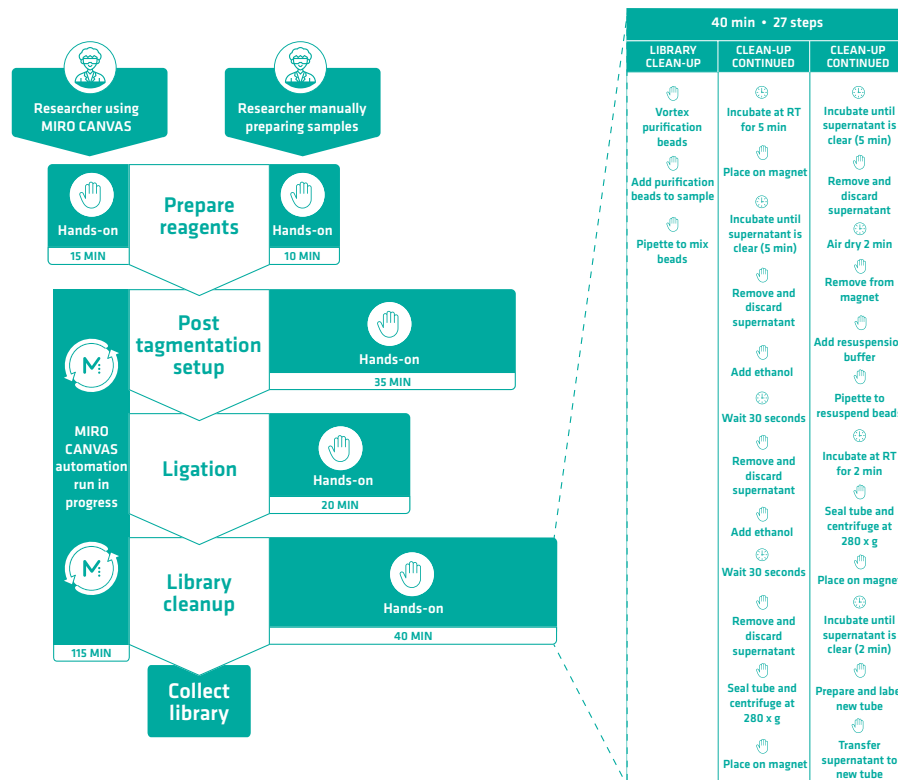 Researcher using
MIRO CANVAS
Researcher manually
preparing samples
Hands-on
15 MIN
Prepare
reagents
Hands-on
10 MIN
Post
tagmentation
setup
Hands-on
35 MIN
M
MIRO
CANVAS
automation
run in
progress
M
115 MIN
Ligation
Hands-on
20 MIN
Library
cleanup
Hands-on
40 MIN
Collect
library
40 min • 27 steps
LIBRARY
CLEAN-UP
Vortex
purification
beads
Add purification
beads to sample
Pipette to mix
beads
CLEAN-UP
CONTINUED
Incubate at RT
for 5 min
Place on magnet
Incubate until
supernatant is
clear (5 min)
Remove and
discard
supernatant
Add ethanol
Wait 30 seconds
Remove and
discard
supernatant
Add ethanol
Wait 30 seconds
Remove and
discard
supernatant
Seal tube and
centrifuge at
280 x g
Place on magnet
CLEAN-UP
CONTINUED
Incubate until
supernatant is
clear (5 min)
Remove and
discard
supernatant
Air dry 2 min
Remove from
magnet
Add resuspensio
buffer
Pipette to
resuspend beads
Incubate at RT
for 2 min
Seal tube and
centrifuge at
280 x g
Place on magnet
Incubate until
supernatant is
clear (2 min)
Prepare and labe
new tube
Transfer
supernatant to
new tube